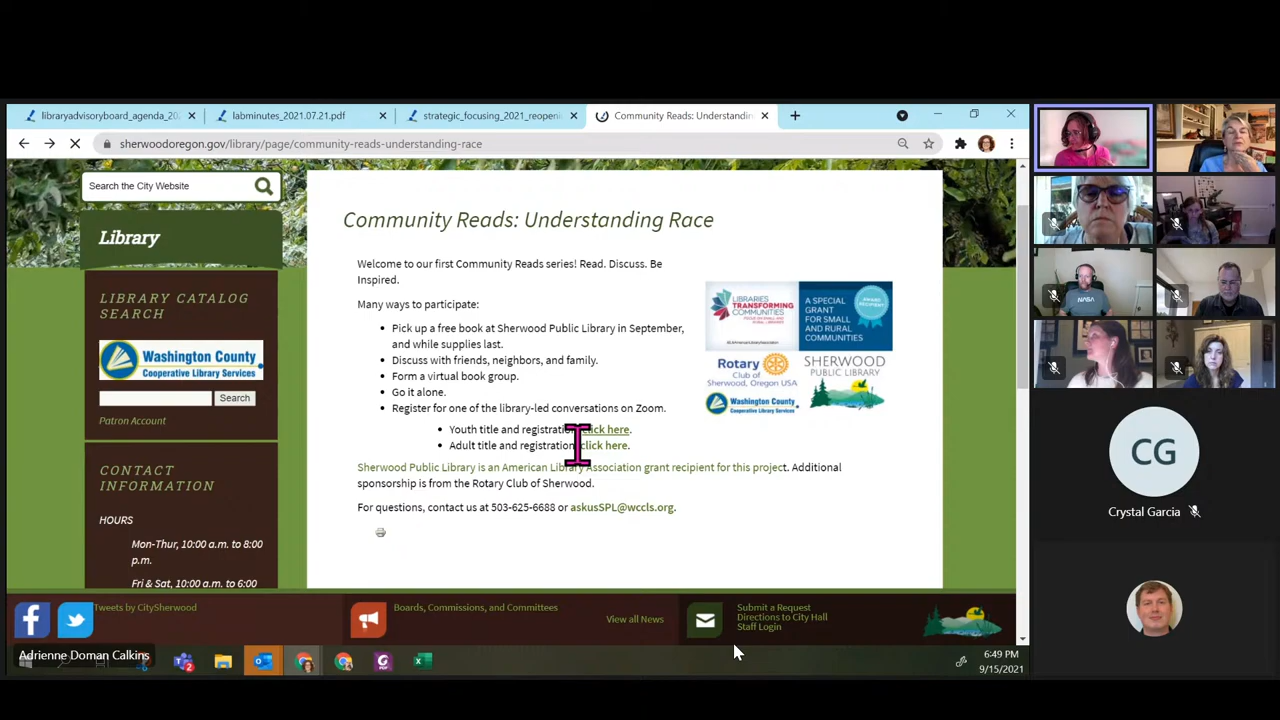 libraryadvisoryboard_agenda_20
labminutes_2021.07.21.pdf
strategic_focusing_2021_reopeni
Community Reads: Understandin
sherwoodoregon.gov/library/page/community-reads-understanding-race
Search the City Website
Library
LIBRARY CATALOG
SEARCH
Washington County
Cooperative Library Services
Search
Patron Account
CONTACT
INFORMATION
HOURS
Mon-Thur, 10:00 a.m. to 8:00
p.m.
Fri & Sat, 10:00 a.m. to 6:00
Community Reads: Understanding Race
Welcome to our first Community Reads series! Read. Discuss. Be
Inspired.
Many ways to participate:
• Pick up a free book at Sherwood Public Library in September,
and while supplies last.
• Discuss with friends, neighbors, and family.
• Form a virtual book group.
• Go it alone.
• Register for one of the library-led conversations on Zoom.
• Youth title and registration click here.
• Adult title and registration click here.
Sherwood Public Library is an American Library Association grant recipient for this project. Additional
sponsorship is from the Rotary Club of Sherwood.
For questions, contact us at 503-625-6688 or askusSPL@wccls.org.
LIBRARIES
TRANSFORMING
COMMUNITIES
A SPECIAL
GRANT
FOR SMALL
AND RURAL
COMMUNITIES
Rotary
Club of
Sherwood, Oregon USA
SHERWOOD
PUBLIC LIBRARY
Washington County
Cooperative Library Services
Tweets by CitySherwood
Boards, Commissions, and Committees
View all News
Submit a Request
Directions to City Hall
Staff Login
Adrienne Doman Calkins
6:49 PM
9/15/2021
NASA
CG
Crystal Garcia